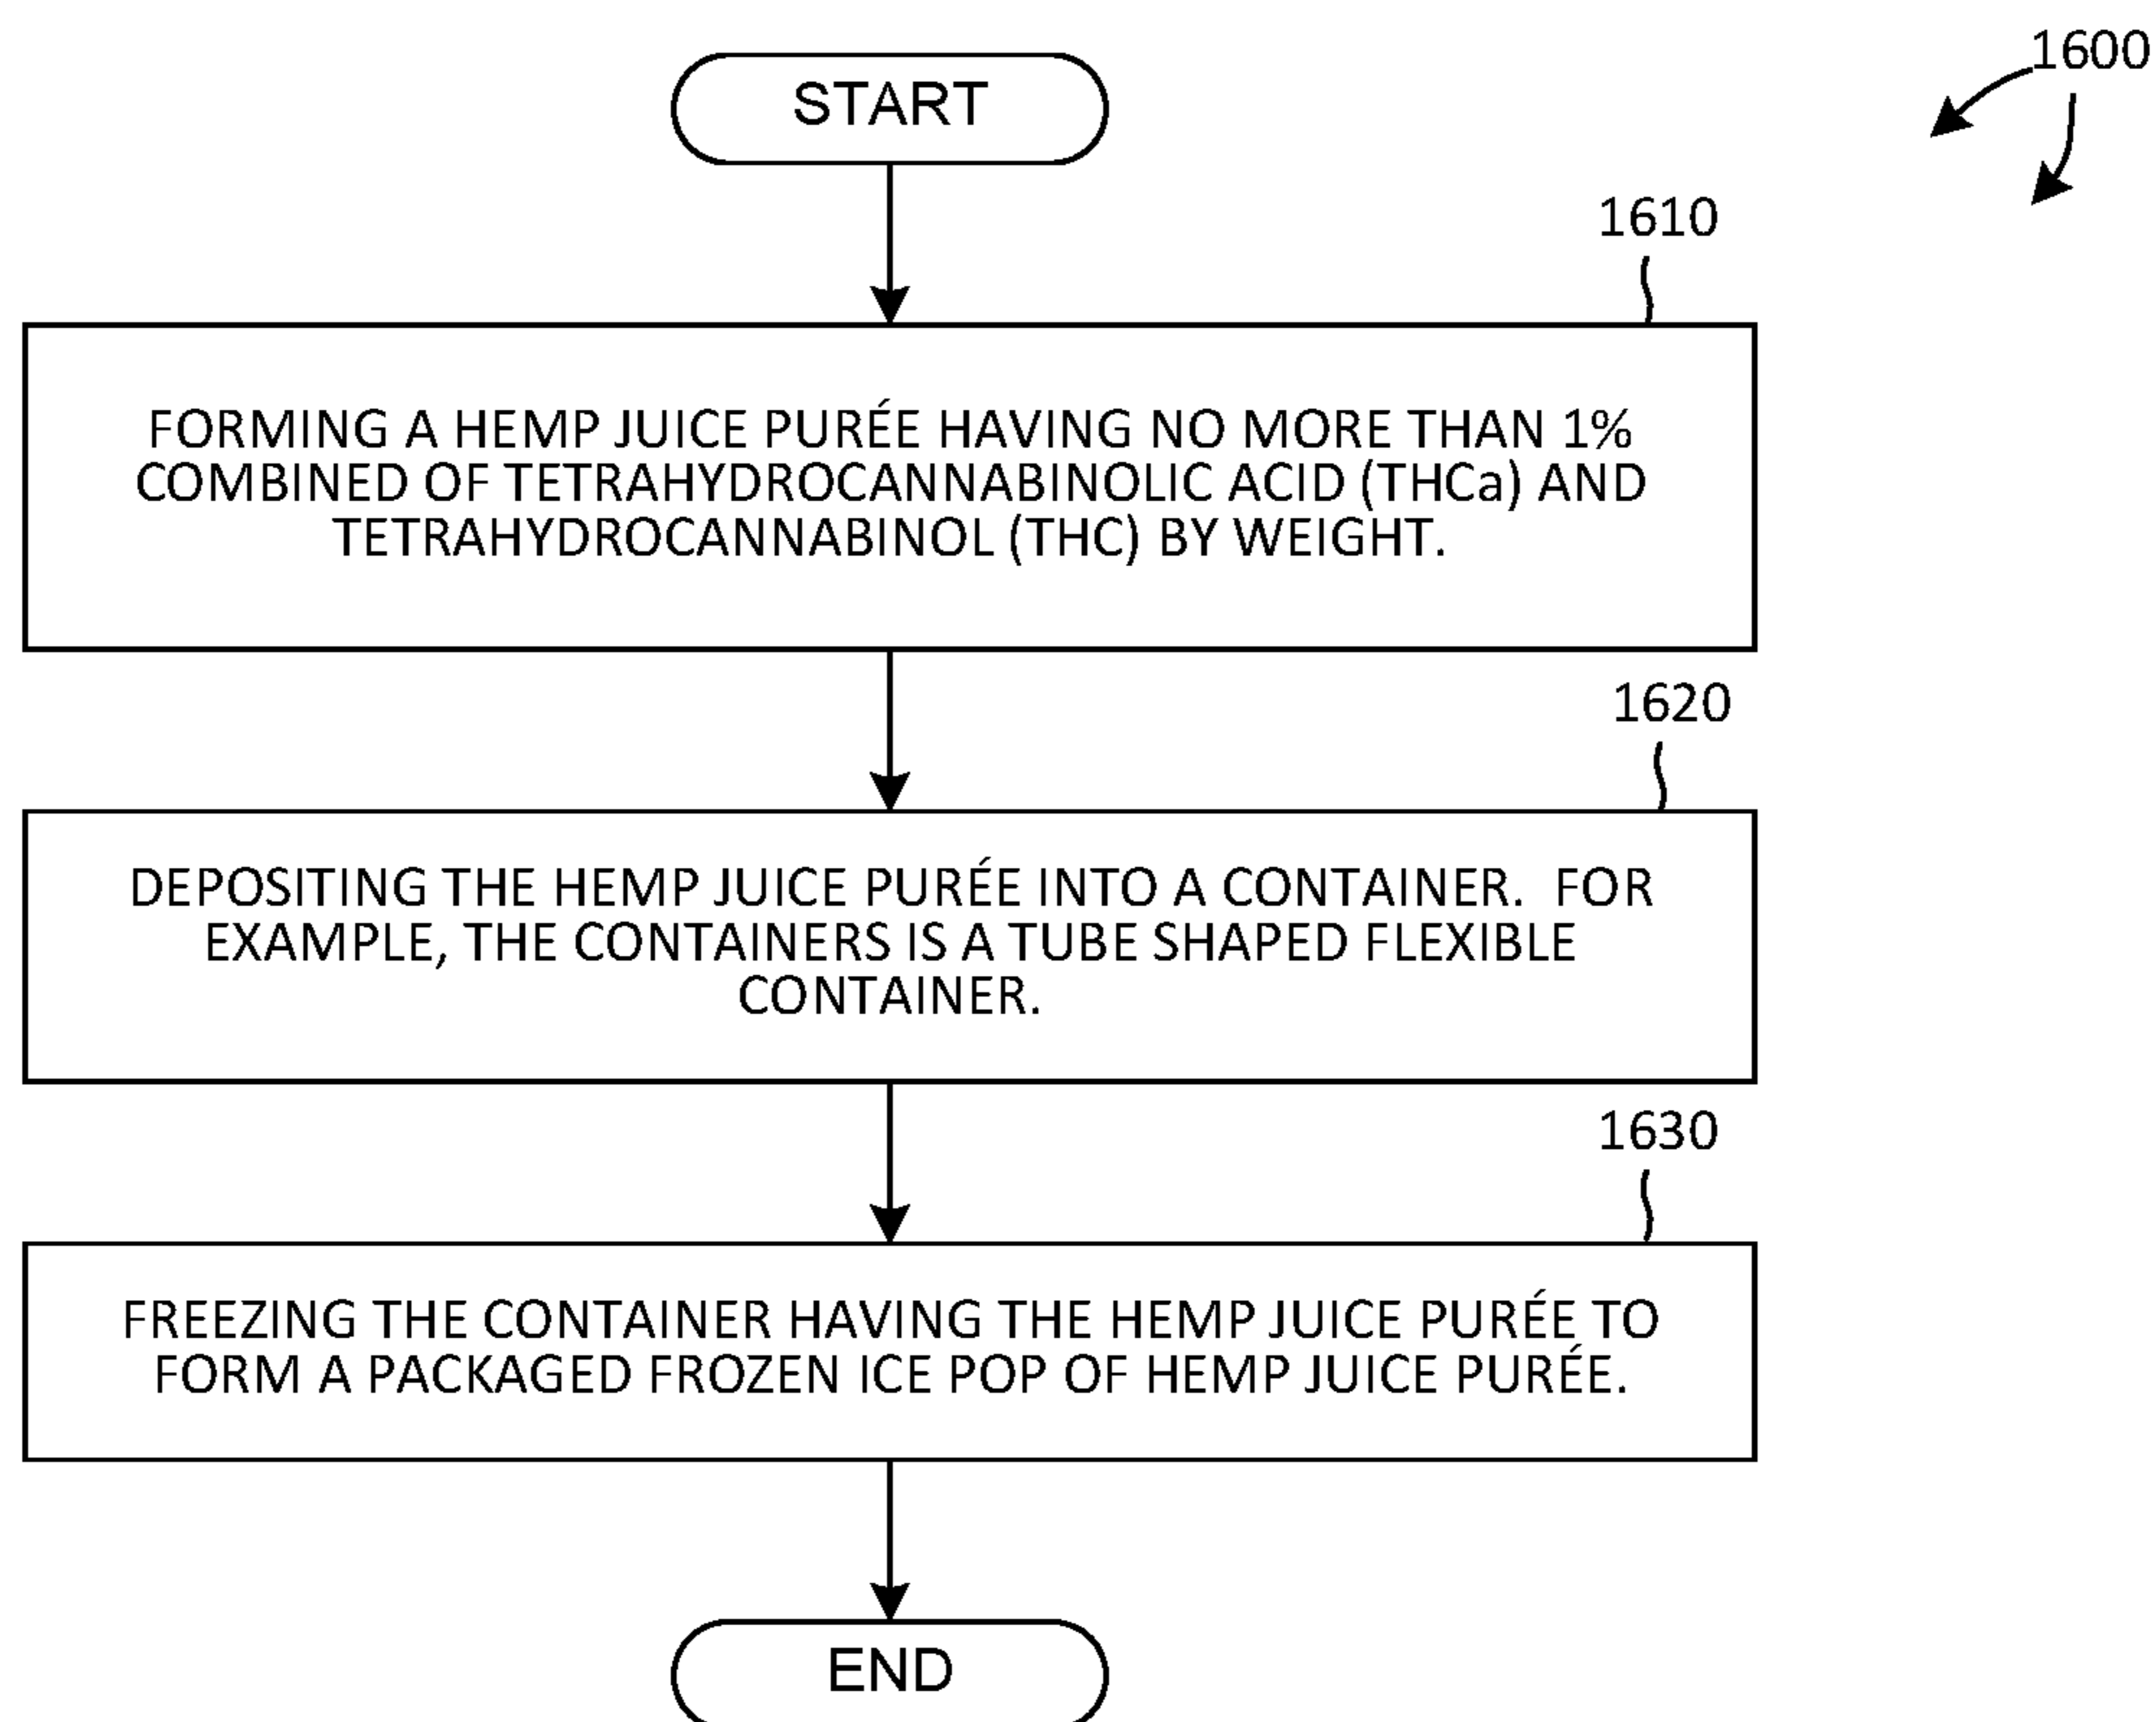 START
1600
1610
FORMING A HEMP JUICE PURÉE HAVING NO MORE THAN 1%
COMBINED OF TETRAHYDROCANNABINOLIC ACID (THCa) AND
TETRAHYDROCANNABINOL (THC) BY WEIGHT.
1620
DEPOSITING THE HEMP JUICE PURÉE INTO A CONTAINER. FOR
EXAMPLE, THE CONTAINERS IS A TUBE SHAPED FLEXIBLE
CONTAINER.
1630
FREEZING THE CONTAINER HAVING THE HEMP JUICE PURÉE TO
FORM A PACKAGED FROZEN ICE POP OF HEMP JUICE PURÉE.
END